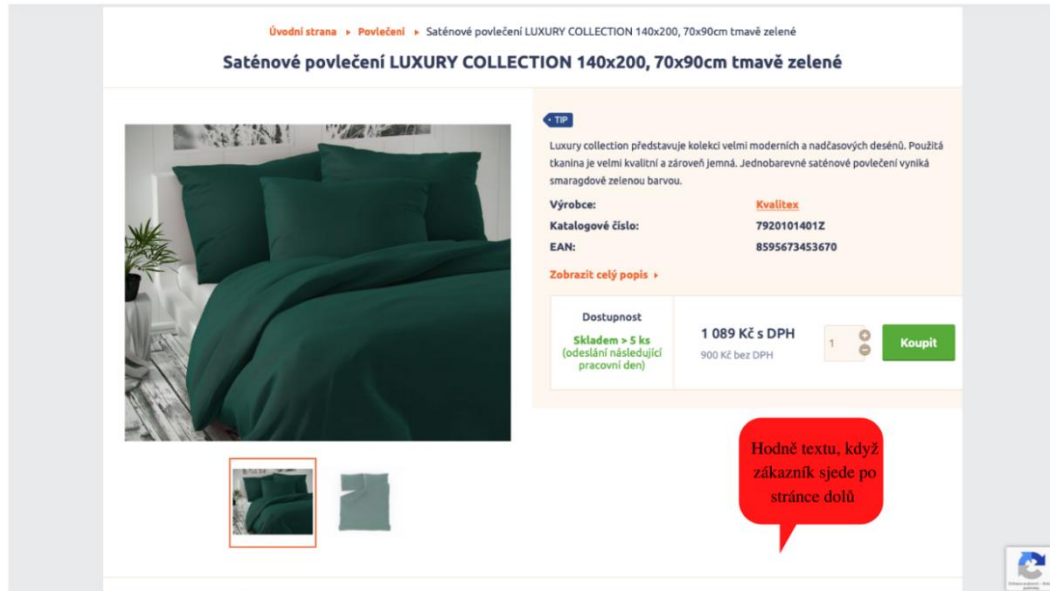 Úvodní strana ▸ Povlečení ▸ Saténové povlečení LUXURY COLLECTION 140x200, 70x90cm tmavě zelené
Saténové povlečení LUXURY COLLECTION 140x200, 70x90cm tmavě zelené
TIP
Luxury collection představuje kolekci velmi moderních a nadčasových desénů. Použitá
tkanina je velmi kvalitní a zároveň jemná. Jednobarevné saténové povlečení vyniká
smaragdově zelenou barvou.
Výrobce: Kvalitex
Katalogové číslo: 7920101401Z
EAN: 8595673453670
Zobrazit celý popis ▸
Dostupnost
Skladem > 5 ks
(odeslání následující
pracovní den)
1 089 Kč s DPH
900 Kč bez DPH
1
Koupit
Hodně textu, když
zákazník sjede po
stránce dolů